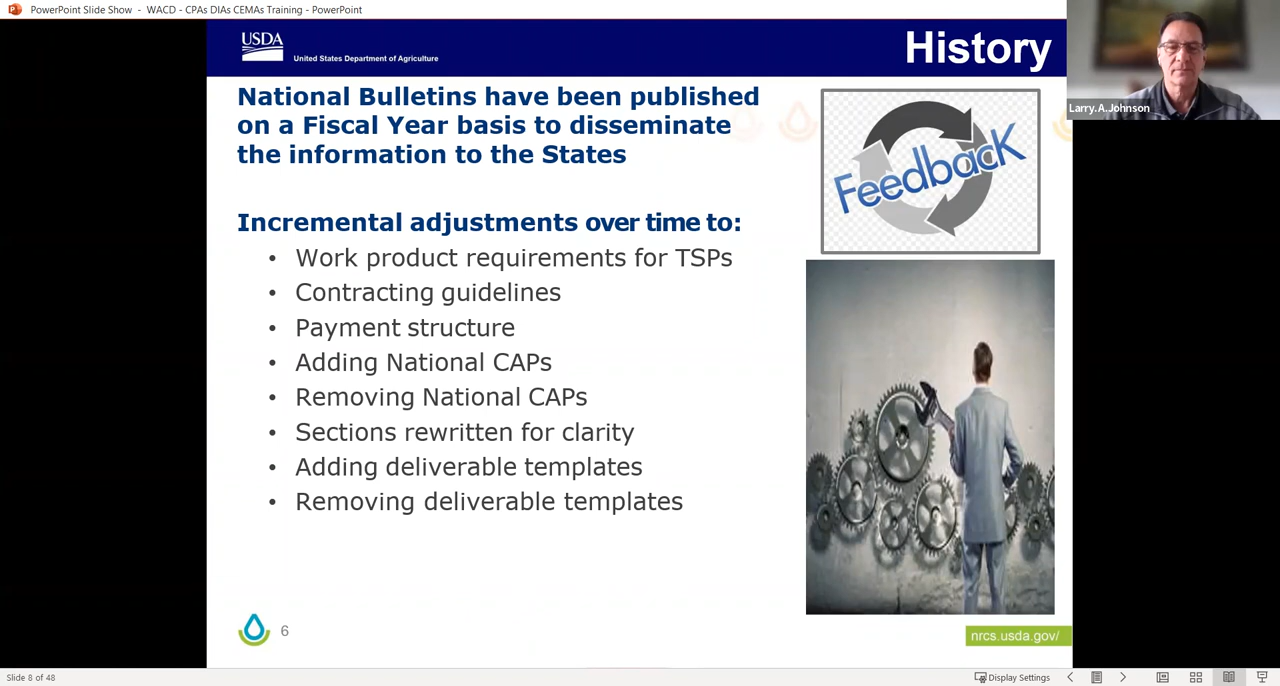 PowerPoint Slide Show - WACD - CPAs DIAs CEMAs Training - PowerPoint
USDA
United States Department of Agriculture
History
Larry.A.Johnson
National Bulletins have been published
on a Fiscal Year basis to disseminate
the information to the States
Feedback
Incremental adjustments over time to:
• Work product requirements for TSPs
• Contracting guidelines
• Payment structure
• Adding National CAPs
• Removing National CAPs
• Sections rewritten for clarity
• Adding deliverable templates
• Removing deliverable templates
6
nrcs.usda.gov/
Slide 8 of 48
Display Settings